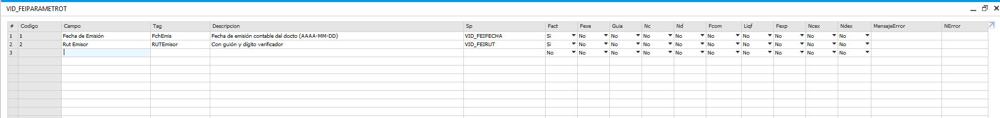 VID_FEIPARAMETROT
# Codigo Campo Tag Descripcion Sp Fact Fexe Guia Nc Nd Fcom Liqf Fexp Ncex Ndex MensajeError NError
1 1 Fecha de Emisión FchEmis Fecha de emisión contable del docto (AAAA-MM-DD) VID_FEIFECHA Si No No No No No No No No No
2 2 Rut Emisor RUTEmisor Con guión y dígito verificador VID_FEIRUT Si No No No No No No No No No
3 No No No No No No No No No No